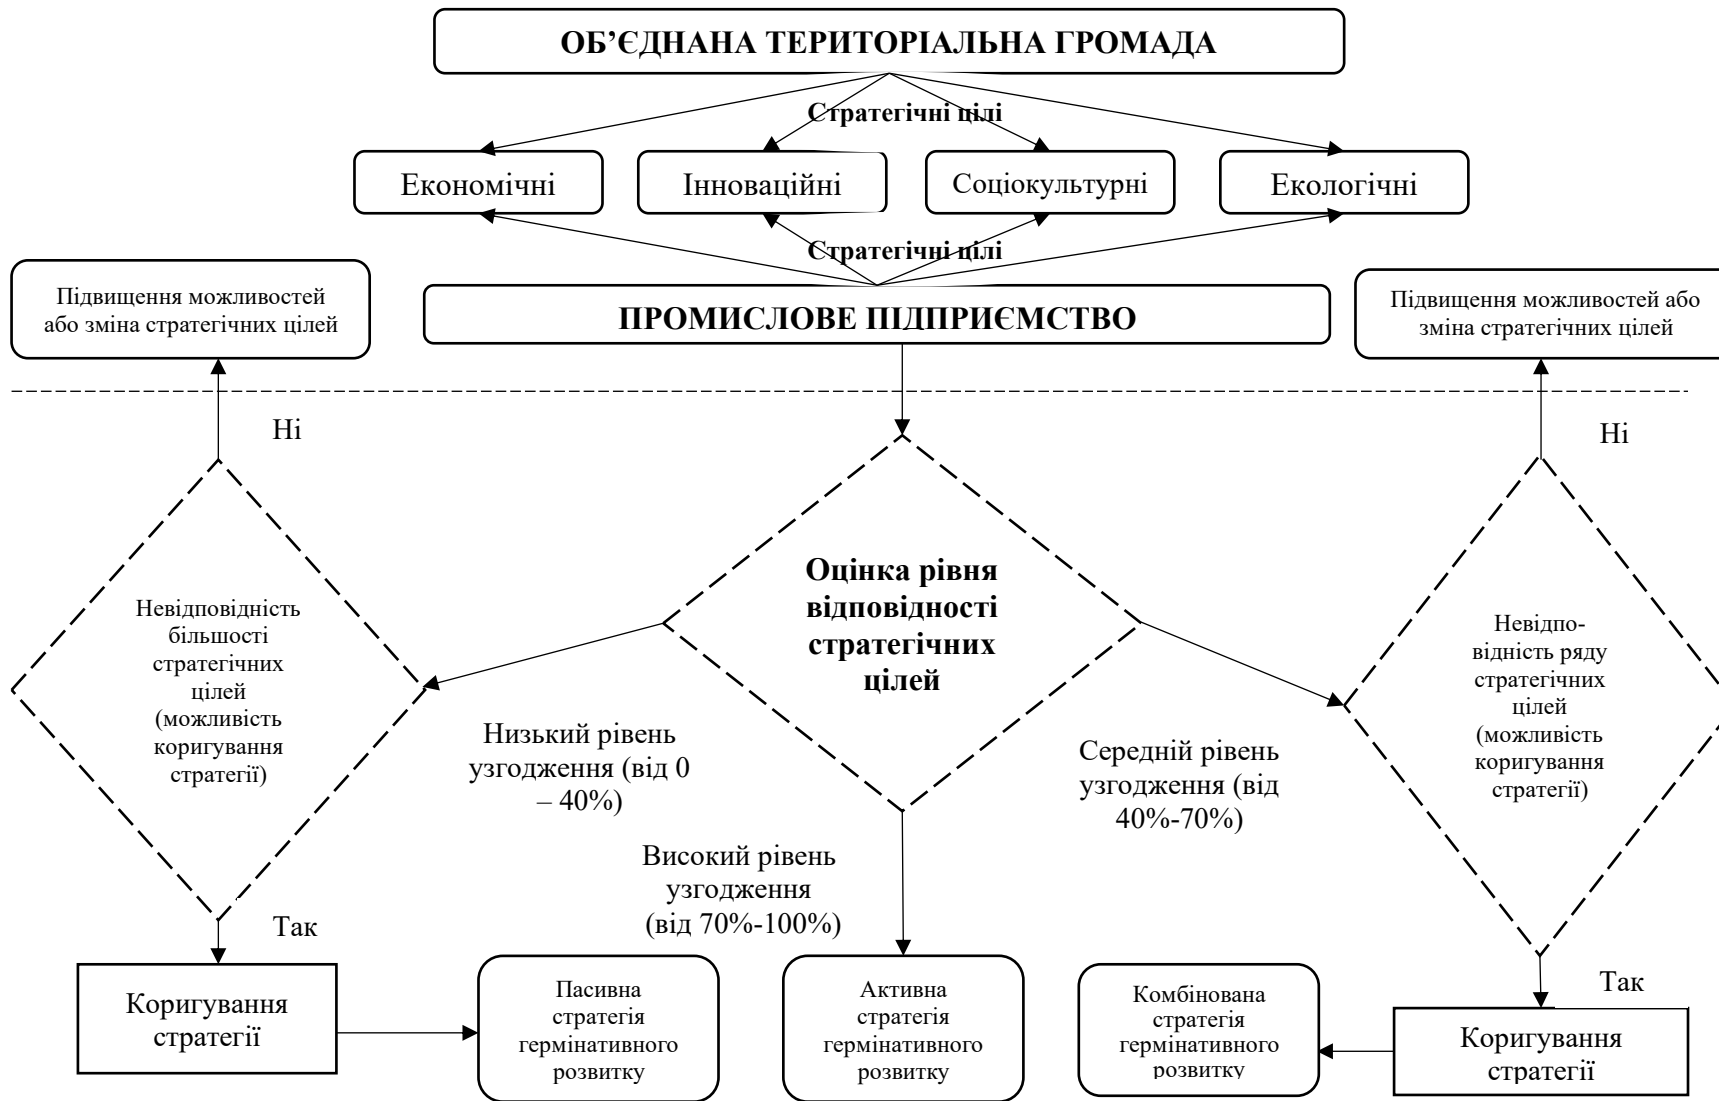 ОБ’ЄДНАНА ТЕРИТОРІАЛЬНА ГРОМАДА
Стратегічні цілі
Економічні
Інноваційні
Соціокультурні
Екологічні
Стратегічні цілі
Підвищення можливостей
або зміна стратегічних цілей
ПРОМИСЛОВЕ ПІДПРИЄМСТВО
Підвищення можливостей або
зміна стратегічних цілей
Ні
Ні
Невідповідність
більшості
стратегічних
цілей
(можливість
коригування
стратегії)
Оцінка рівня
відповідності
стратегічних
цілей
Невідпо-
відність ряду
стратегічних
цілей
(можливість
коригування
стратегії)
Низький рівень
узгодження (від 0
– 40%)
Середній рівень
узгодження (від
40%-70%)
Високий рівень
узгодження
(від 70%-100%)
Так
Так
Коригування
стратегії
Пасивна
стратегія
гермінативного
розвитку
Активна
стратегія
гермінативного
розвитку
Комбінована
стратегія
гермінативного
розвитку
Коригування
стратегії